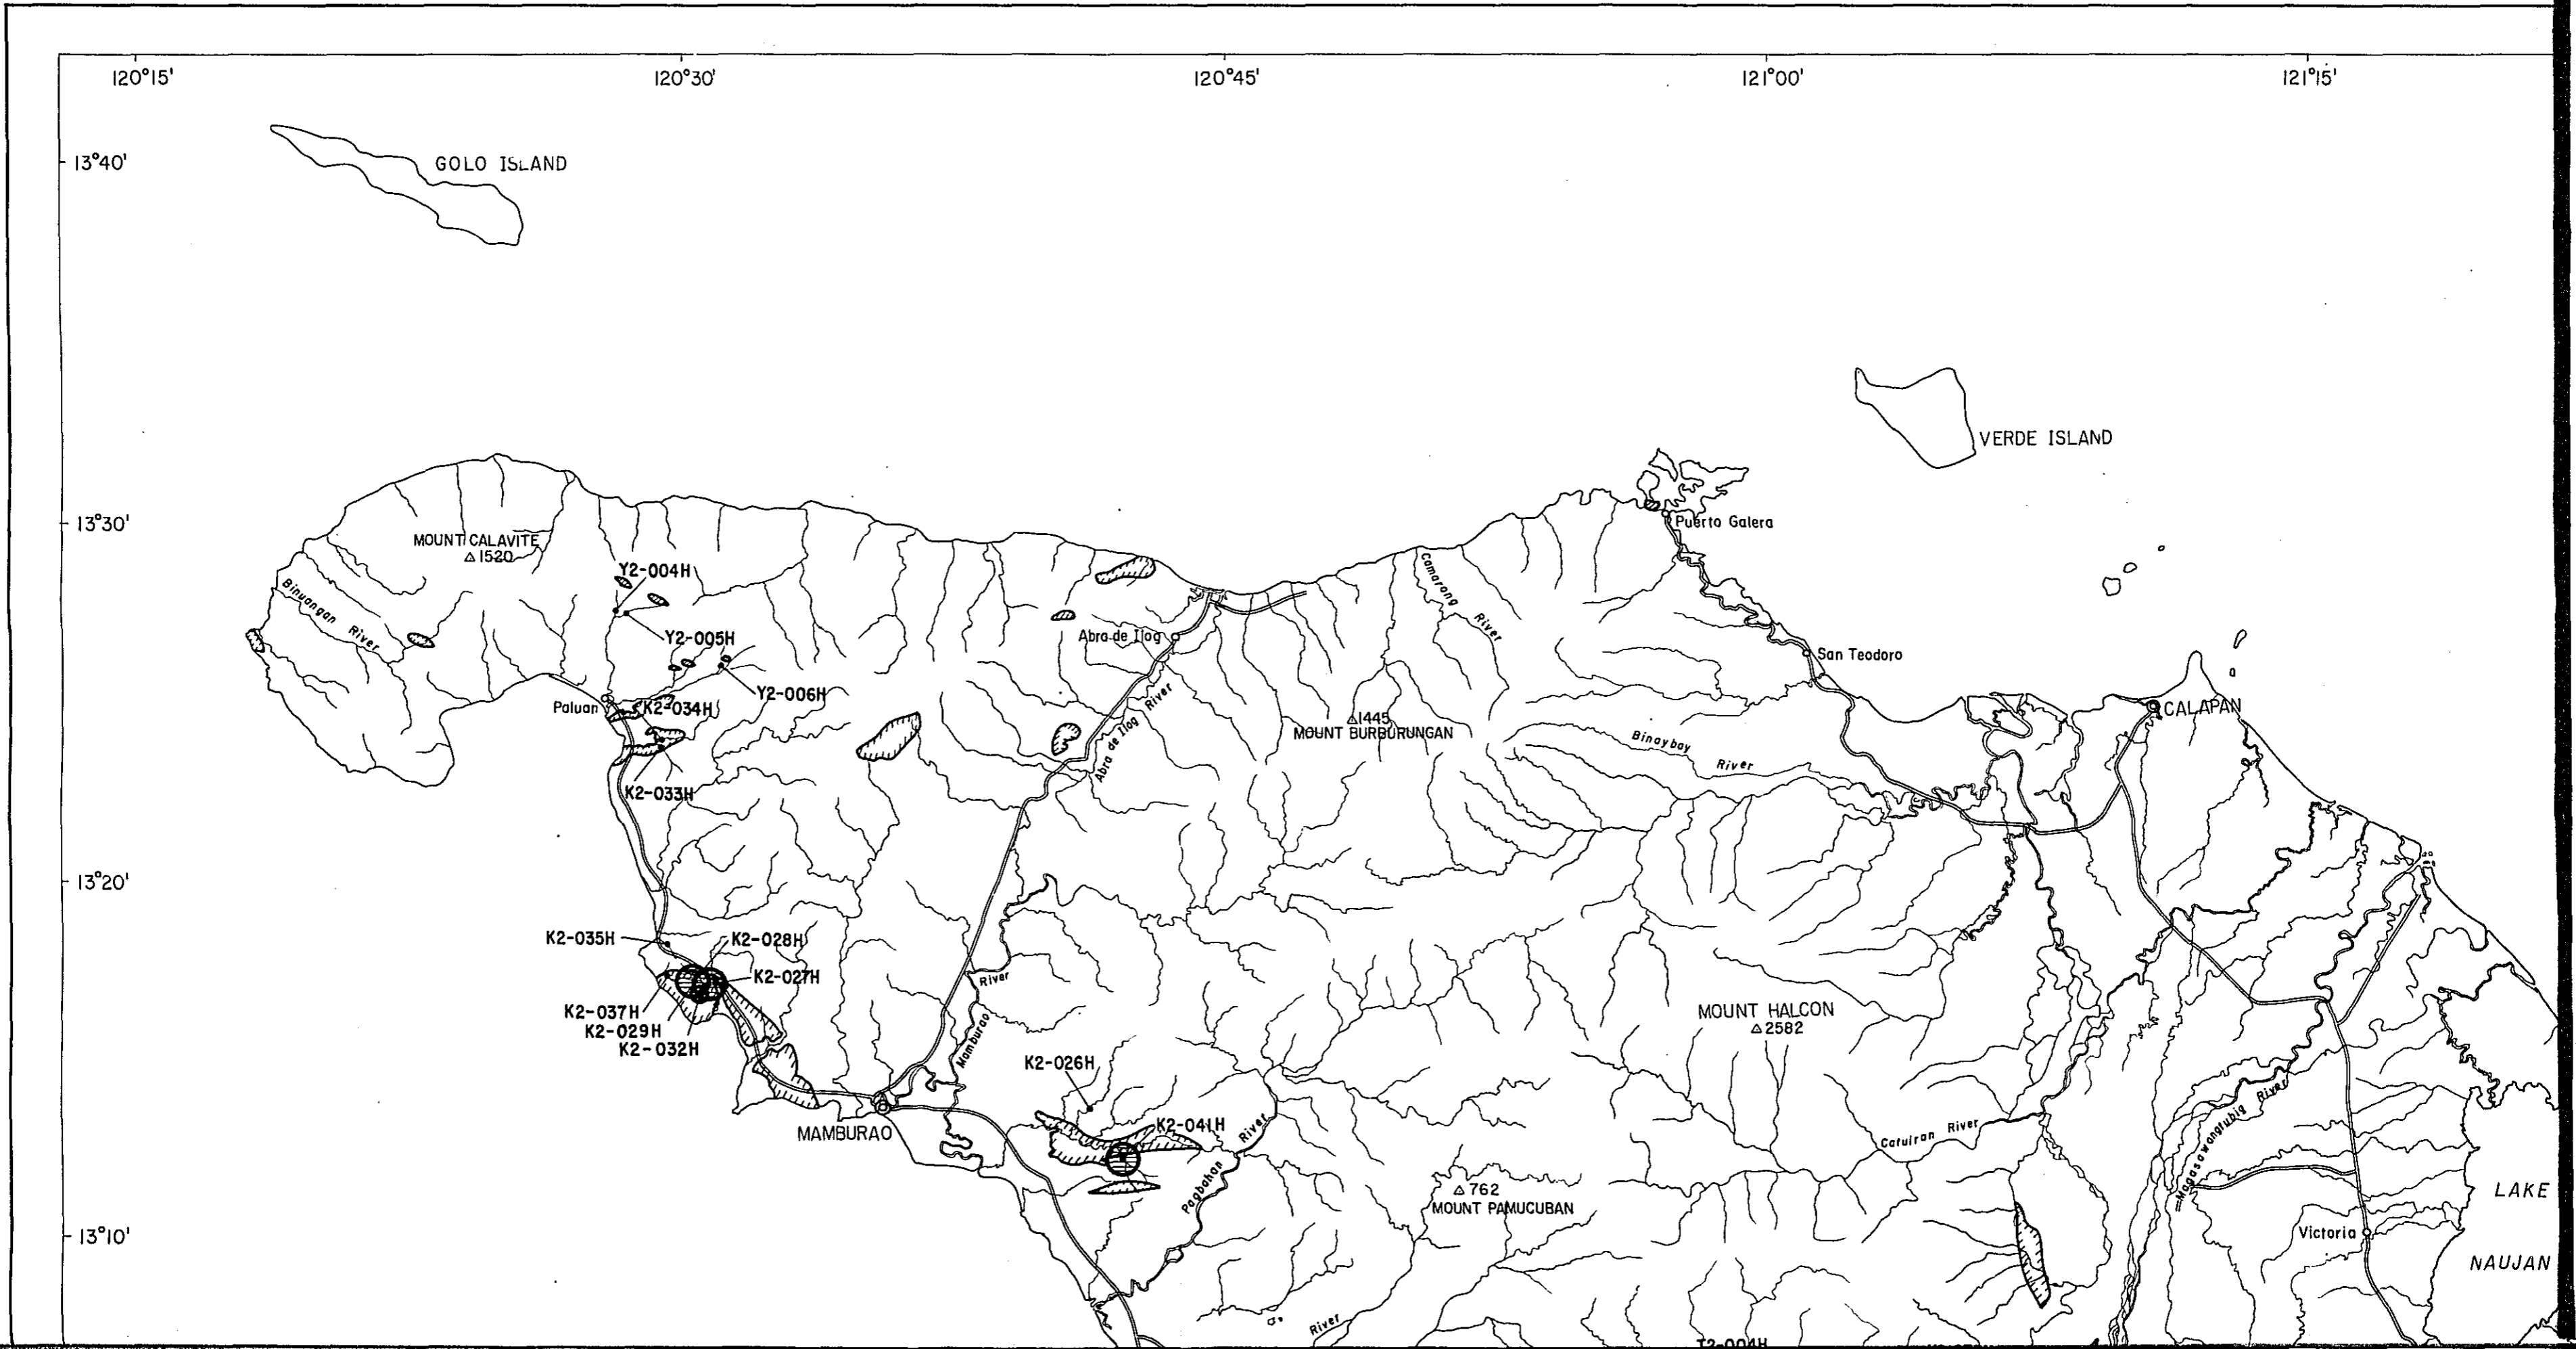 120°15'
120°30'
120°45'
121°00'
121°15'
13°40'
GOLO ISLAND
VERDE ISLAND
13°30'
Puerto Galera
MOUNT CALAVITE
△1520
Y2-004H
Binuangan River
Camarong River
Y2-005H
Abra de Ilog
San Teodoro
Y2-006H
Paluan
K2-034H
Abra de Ilog River
△1445
MOUNT BURBURUNGAN
CALAPAN
Binaybay River
K2-033H
13°20'
K2-035H
K2-028H
K2-027H
River
K2-037H
K2-029H
K2-032H
Mamburao
MOUNT HALCON
△2582
K2-026H
K2-041H
MAMBURAO
River
Pagbahan
Catuiran River
Magasawangtubig River
△762
MOUNT PAMUCUBAN
LAKE
13°10'
Victoria
NAUJAN
River
T2-004H